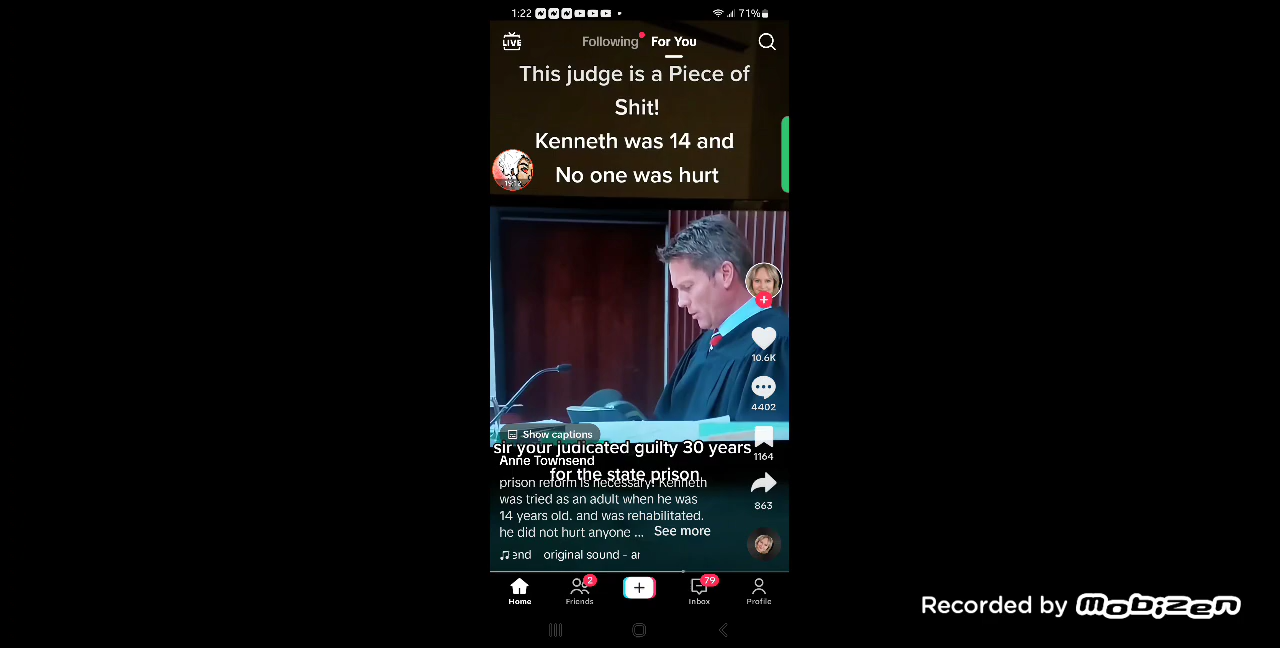 1:22
71%
LIVE
Following
For You
This judge is a Piece of
Shit!
Kenneth was 14 and
No one was hurt
19:12
10.6K
4402
Show captions
sir your judicated guilty 30 years
1164
Anne Townsend
for the state prison
prison reform is necessary! Kenneth
was tried as an adult when he was
14 years old. and was rehabilitated.
he did not hurt anyone ... See more
863
end original sound - ar
2
79
Home
Friends
Inbox
Profile
Recorded by MOBIZEN